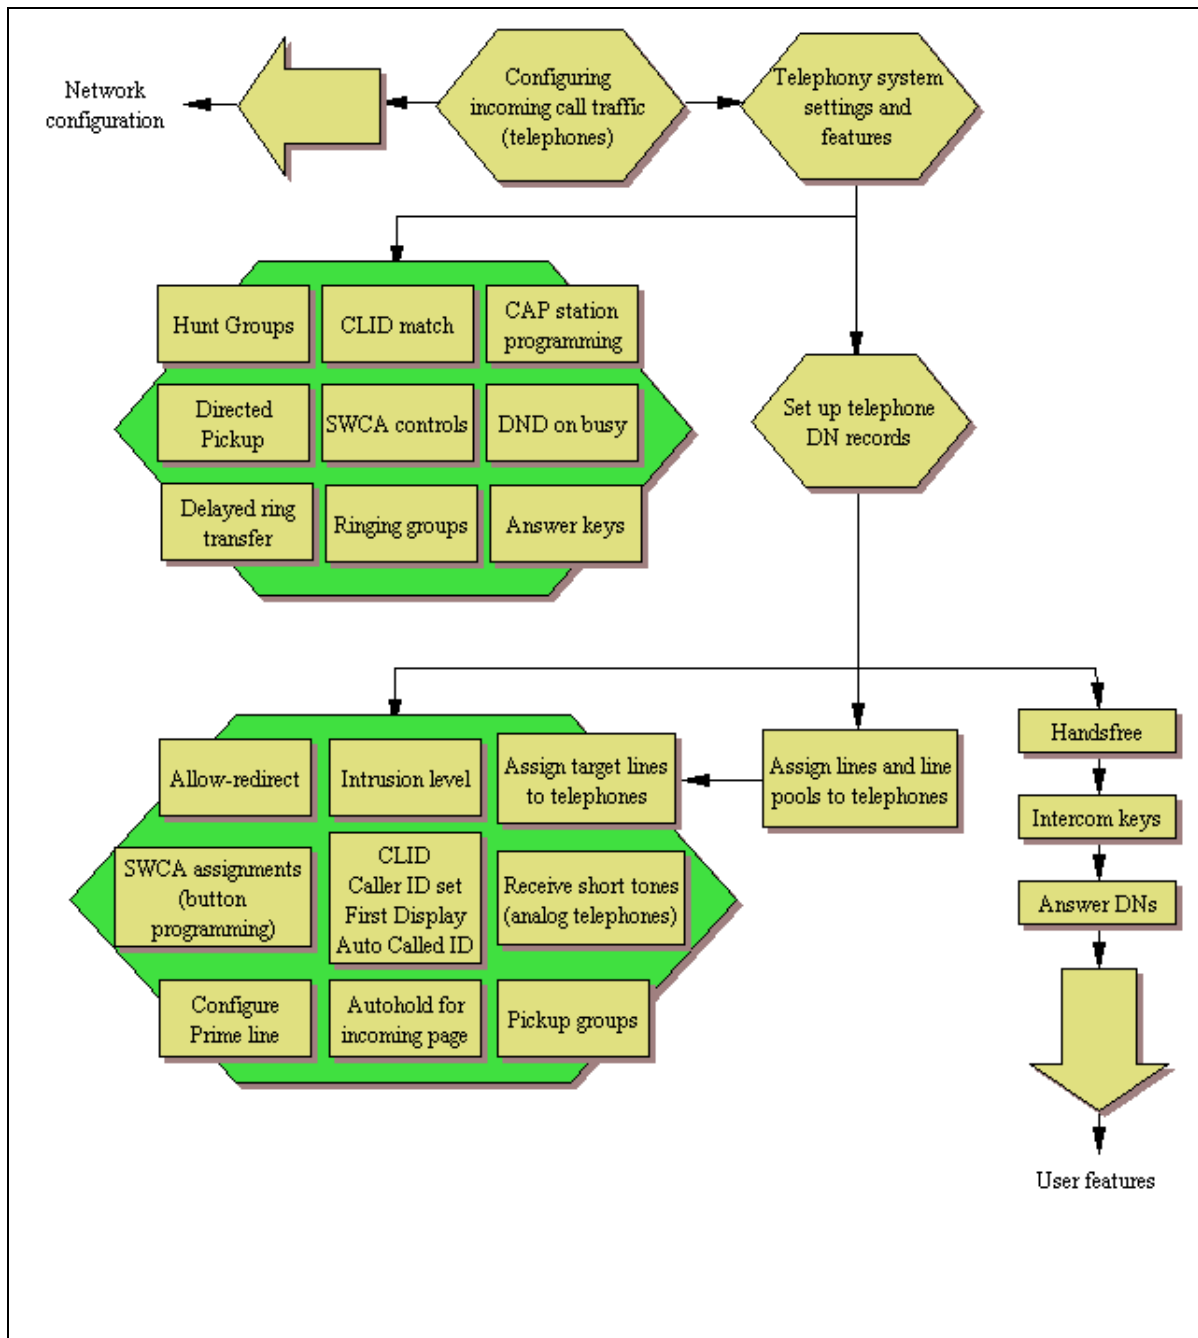 Network
configuration
Configuring
incoming call traffic
(telephones)
Telephony system
settings and
features
Hunt Groups
CLID match
CAP station
programming
Directed
Pickup
SWCA controls
DND on busy
Delayed ring
transfer
Ringing groups
Answer keys
Set up telephone
DN records
Allow-redirect
Intrusion level
Assign target lines
to telephones
Assign lines and line
pools to telephones
SWCA assignments
(button
programming)
CLID
Caller ID set
First Display
Auto Called ID
Receive short tones
(analog telephones)
Configure
Prime line
Autohold for
incoming page
Pickup groups
Handsfree
Intercom keys
Answer DNs
User features